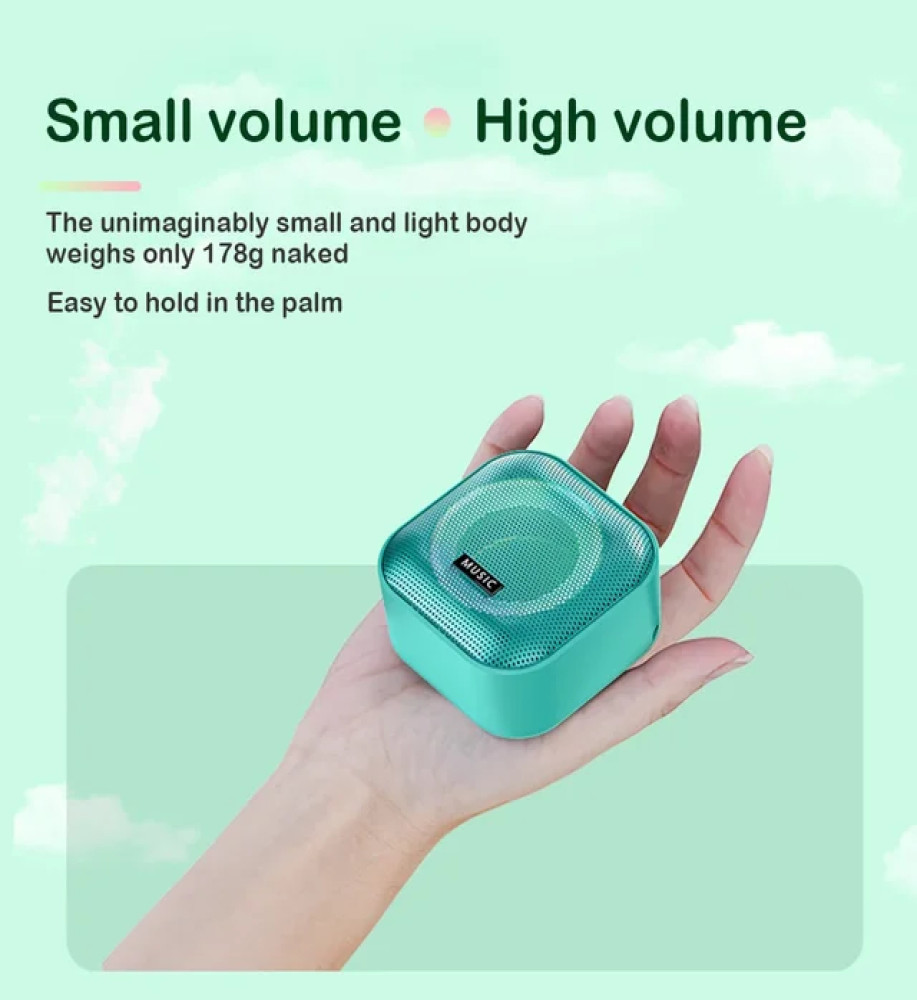 Small volume • High volume
The unimaginably small and light body
weighs only 178g naked
Easy to hold in the palm
MUSIC